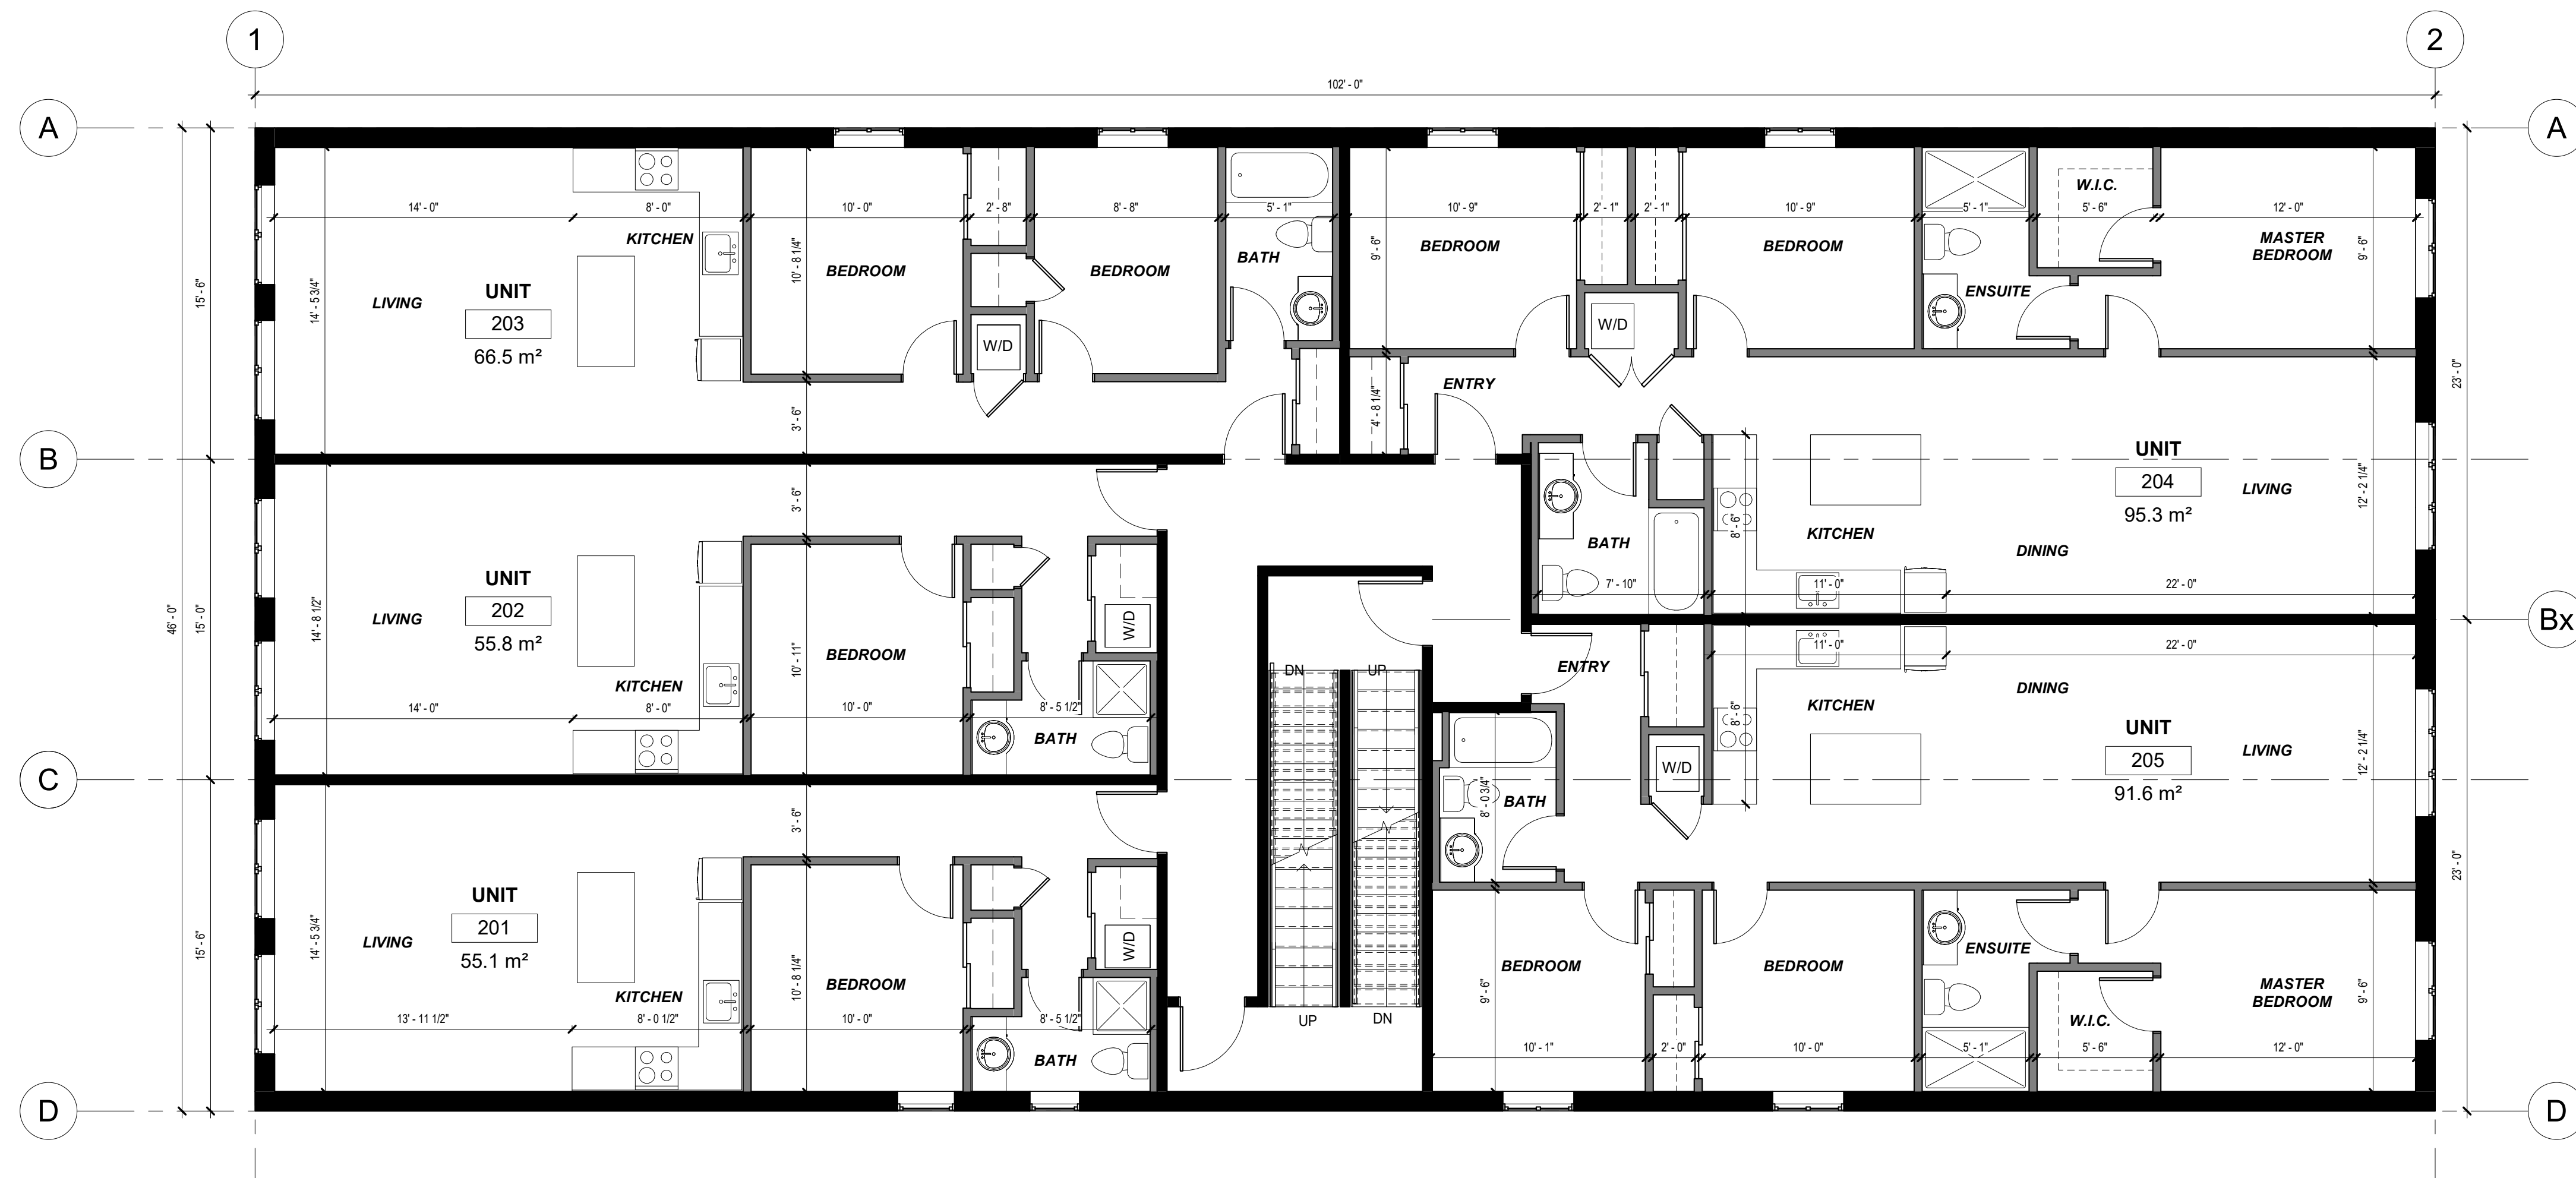 1
2
102' - 0"
A
A
14' - 0"
8' - 0"
10' - 0"
2' - 8"
8' - 8"
5' - 1"
10' - 9"
2' - 1"
2' - 1"
10' - 9"
5' - 1"
5' - 6"
12' - 0"
W.I.C.
KITCHEN
BEDROOM
BEDROOM
BATH
BEDROOM
BEDROOM
MASTER
BEDROOM
ENSUITE
15' - 6"
14' - 5 3/4"
10' - 8 1/4"
9' - 6"
9' - 6"
LIVING
UNIT
203
66.5 m²
W/D
W/D
ENTRY
23' - 0"
3' - 6"
4' - 8 1/4"
B
UNIT
204
95.3 m²
LIVING
12' - 2 1/4"
3' - 6"
8' - 6"
KITCHEN
DINING
BATH
7' - 10"
11' - 0"
22' - 0"
46' - 0"
15' - 0"
14' - 8 1/2"
LIVING
UNIT
202
55.8 m²
W/D
BEDROOM
10' - 11"
KITCHEN
14' - 0"
8' - 0"
10' - 0"
8' - 5 1/2"
BATH
DN
UP
Bx
ENTRY
11' - 0"
22' - 0"
KITCHEN
DINING
8' - 6"
UNIT
205
91.6 m²
LIVING
12' - 2 1/4"
W/D
BATH
8' - 0 3/4"
C
3' - 6"
23' - 0"
15' - 6"
14' - 5 3/4"
LIVING
UNIT
201
55.1 m²
W/D
BEDROOM
10' - 8 1/4"
KITCHEN
13' - 11 1/2"
8' - 0 1/2"
10' - 0"
8' - 5 1/2"
BATH
UP
DN
BEDROOM
BEDROOM
ENSUITE
MASTER
BEDROOM
9' - 6"
9' - 6"
W.I.C.
10' - 1"
2' - 0"
10' - 0"
5' - 1"
5' - 6"
12' - 0"
D
D